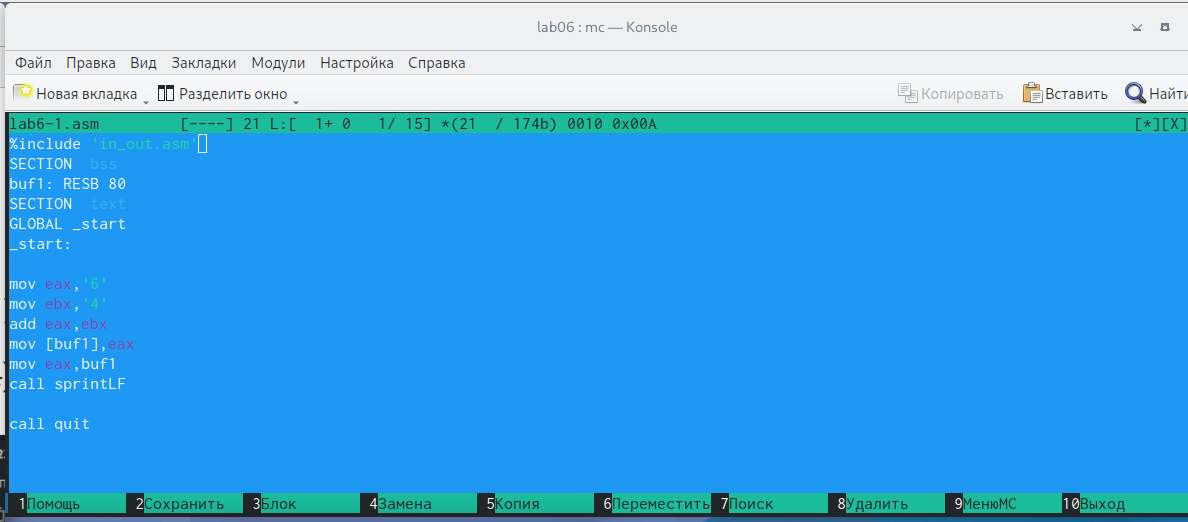 lab06 : mc — Konsole
Файл Правка Вид Закладки Модули Настройка Справка
Новая вкладка Разделить окно Копировать Вставить Найти
lab6-1.asm [----] 21 L:[ 1+ 0 1/ 15] *(21 / 174b) 0010 0x00A [*][X]
%include 'in_out.asm'
SECTION .bss
buf1: RESB 80
SECTION .text
GLOBAL _start
_start:
mov eax,'6'
mov ebx,'4'
add eax,ebx
mov [buf1],eax
mov eax,buf1
call sprintLF
call quit
1Помощь 2Сохранить 3Блок 4Замена 5Копия 6Переместить 7Поиск 8Удалить 9МенюMC 10Выход